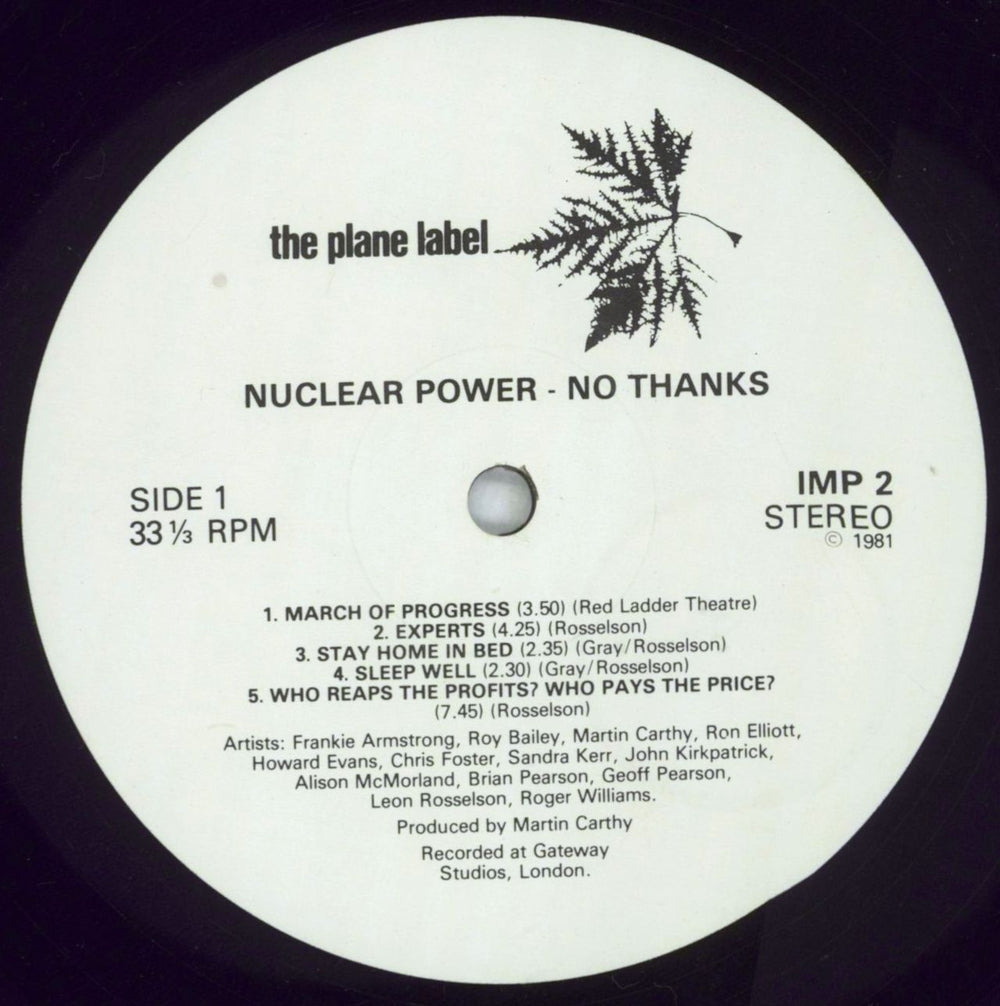 the plane label
NUCLEAR POWER - NO THANKS
SIDE 1
33 ⅓ RPM
IMP 2
STEREO
© 1981
1. MARCH OF PROGRESS (3.50) (Red Ladder Theatre)
2. EXPERTS (4.25) (Rosselson)
3. STAY HOME IN BED (2.35) (Gray/Rosselson)
4. SLEEP WELL (2.30) (Gray/Rosselson)
5. WHO REAPS THE PROFITS? WHO PAYS THE PRICE?
(7.45) (Rosselson)
Artists: Frankie Armstrong, Roy Bailey, Martin Carthy, Ron Elliott,
Howard Evans, Chris Foster, Sandra Kerr, John Kirkpatrick,
Alison McMorland, Brian Pearson, Geoff Pearson,
Leon Rosselson, Roger Williams.
Produced by Martin Carthy
Recorded at Gateway
Studios, London.